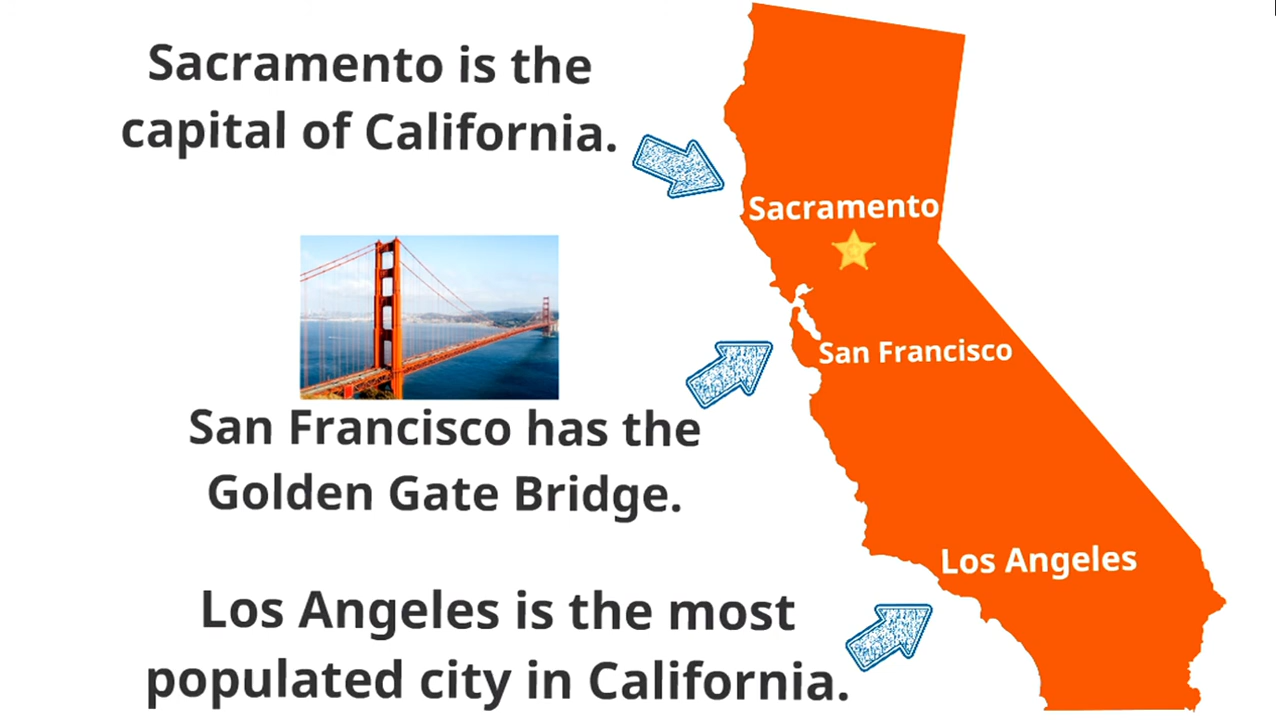 Sacramento is the
capital of California.
Sacramento
San Francisco
San Francisco has the
Golden Gate Bridge.
Los Angeles
Los Angeles is the most
populated city in California.